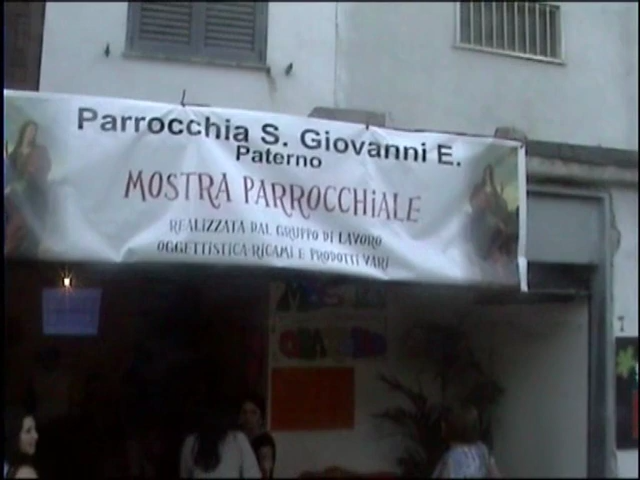 Parrocchia S. Giovanni E.
Paterno
MOSTRA PARROCCHiALE
REALIZZATA DAL GRUPPO DI LAVORO
OGGETTISTICA-RICAMI E PRODOTTI VARI